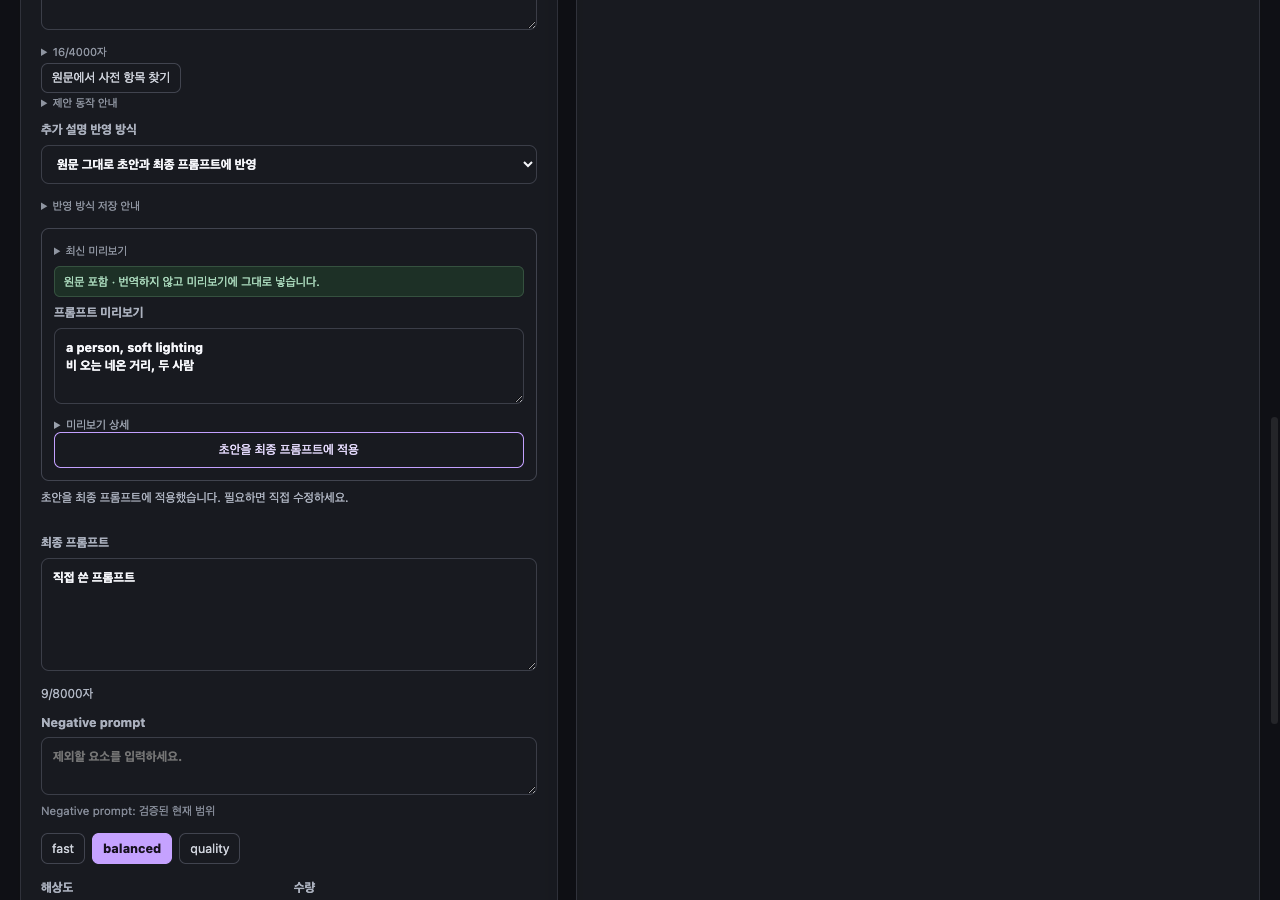 16/4000자
원문에서 사전 항목 찾기
제안 동작 안내
추가 설명 반영 방식
원문 그대로 초안과 최종 프롬프트에 반영
반영 방식 저장 안내
최신 미리보기
원문 포함 · 번역하지 않고 미리보기에 그대로 넣습니다.
프롬프트 미리보기
a person, soft lighting
비 오는 네온 거리, 두 사람
미리보기 상세
초안을 최종 프롬프트에 적용
초안을 최종 프롬프트에 적용했습니다. 필요하면 직접 수정하세요.
최종 프롬프트
직접 쓴 프롬프트
9/8000자
Negative prompt
제외할 요소를 입력하세요.
Negative prompt: 검증된 현재 범위
fast balanced quality
해상도 수량